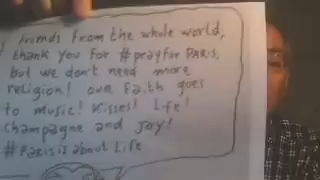 friends from the whole world,
thank you for #prayforParis,
but we don't need more
religion! our faith goes
to music! Kisses! Life!
Champagne and Joy!
#Parisisaboutlife